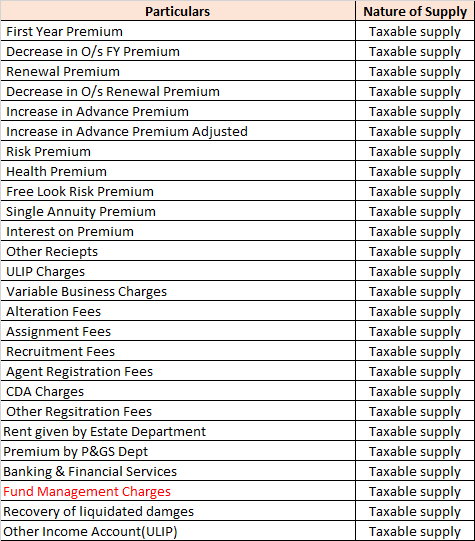 Particulars Nature of Supply
First Year Premium Taxable supply
Decrease in O/s FY Premium Taxable supply
Renewal Premium Taxable supply
Decrease in O/s Renewal Premium Taxable supply
Increase in Advance Premium Taxable supply
Increase in Advance Premium Adjusted Taxable supply
Risk Premium Taxable supply
Health Premium Taxable supply
Free Look Risk Premium Taxable supply
Single Annuity Premium Taxable supply
Interest on Premium Taxable supply
Other Reciepts Taxable supply
ULIP Charges Taxable supply
Variable Business Charges Taxable supply
Alteration Fees Taxable supply
Assignment Fees Taxable supply
Recruitment Fees Taxable supply
Agent Registration Fees Taxable supply
CDA Charges Taxable supply
Other Regsitration Fees Taxable supply
Rent given by Estate Department Taxable supply
Premium by P&GS Dept Taxable supply
Banking & Financial Services Taxable supply
Fund Management Charges Taxable supply
Recovery of liquidated damges Taxable supply
Other Income Account(ULIP) Taxable supply